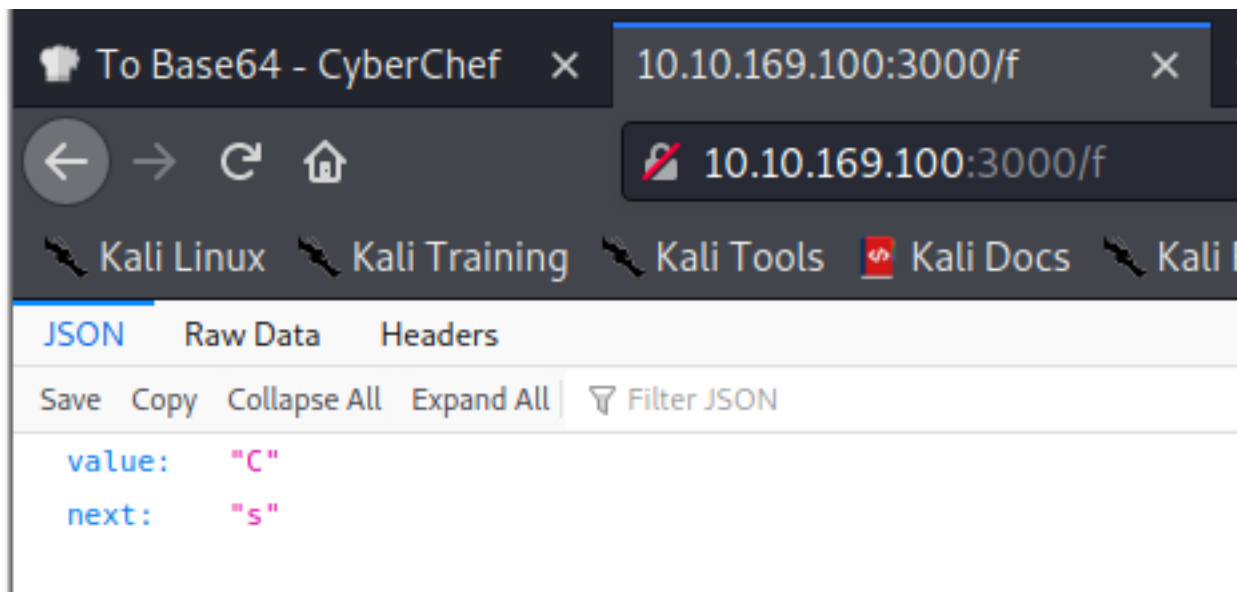 To Base64 - CyberChef × 10.10.169.100:3000/f ×
10.10.169.100:3000/f
Kali Linux Kali Training Kali Tools Kali Docs Kali
JSON Raw Data Headers
Save Copy Collapse All Expand All Filter JSON
value: "C"
next: "s"